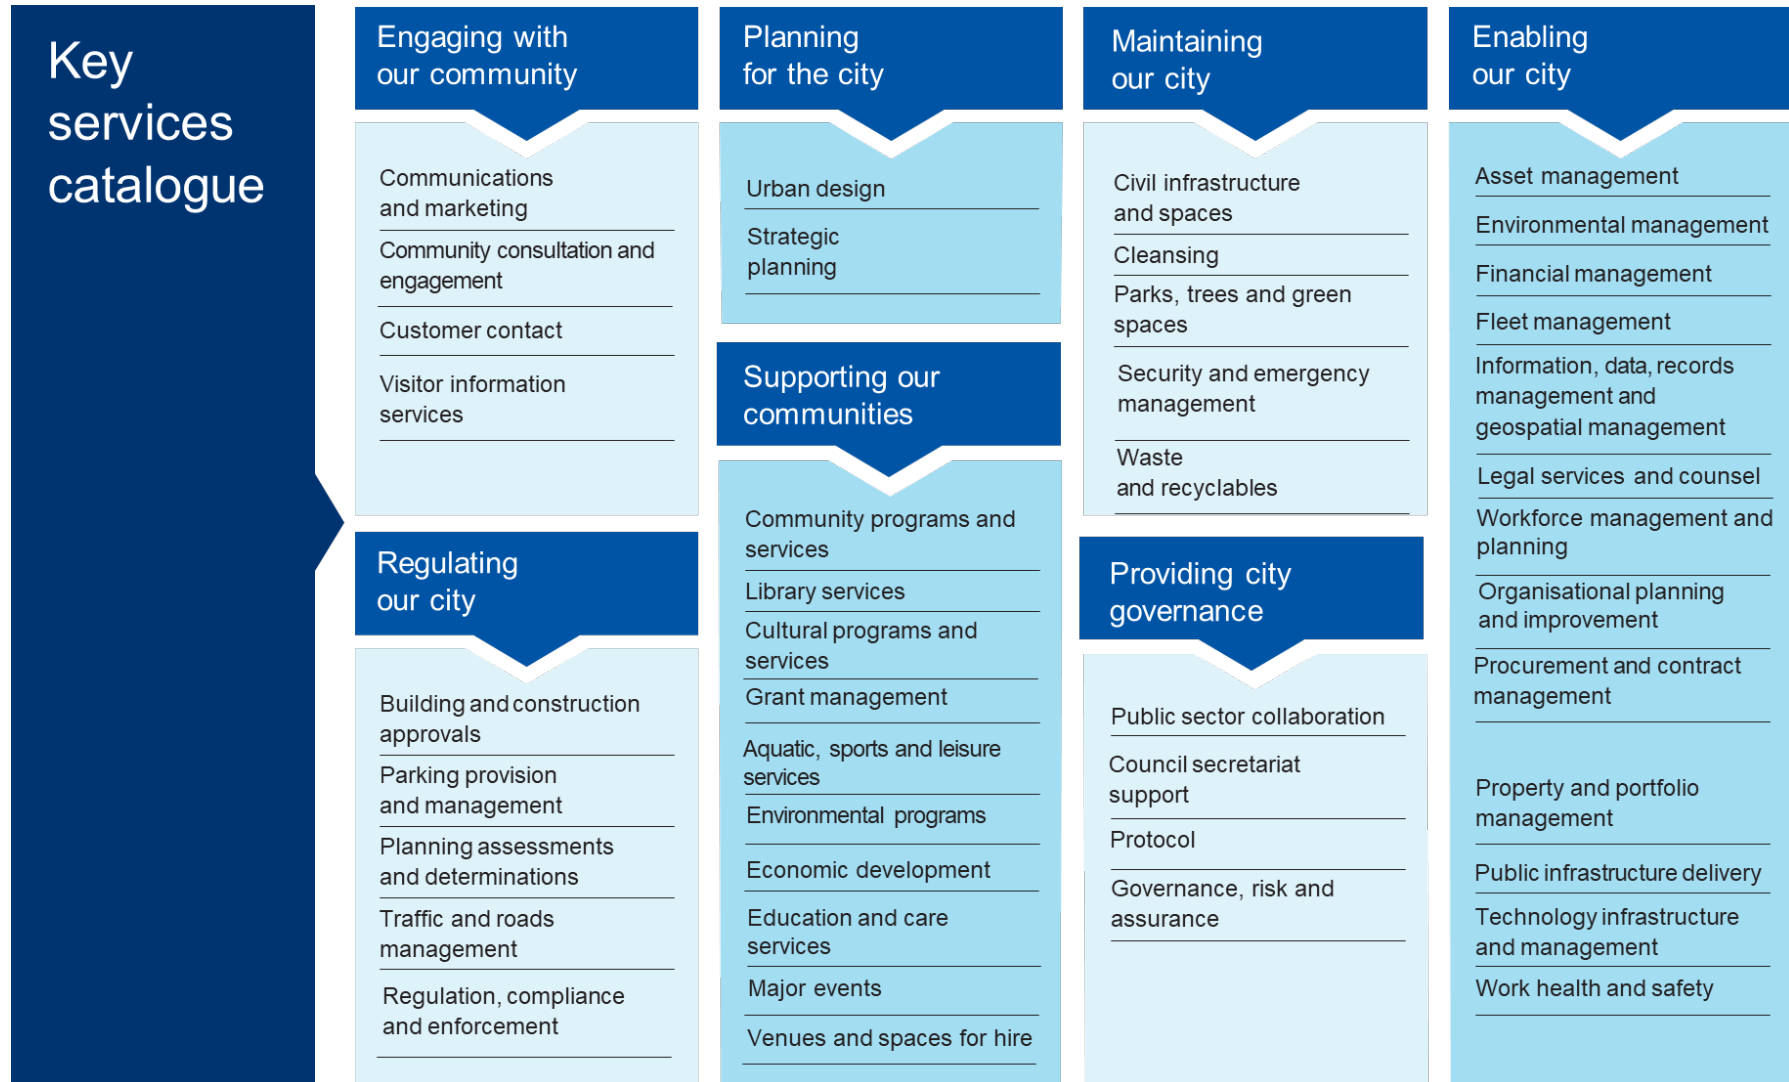 Key
services
catalogue
Engaging with
our community
Communications
and marketing
Community consultation and
engagement
Customer contact
Visitor information
services
Regulating
our city
Building and construction
approvals
Parking provision
and management
Planning assessments
and determinations
Traffic and roads
management
Regulation, compliance
and enforcement
Planning
for the city
Urban design
Strategic
planning
Supporting our
communities
Community programs and
services
Library services
Cultural programs and
services
Grant management
Aquatic, sports and leisure
services
Environmental programs
Economic development
Education and care
services
Major events
Venues and spaces for hire
Maintaining
our city
Civil infrastructure
and spaces
Cleansing
Parks, trees and green
spaces
Security and emergency
management
Waste
and recyclables
Providing city
governance
Public sector collaboration
Council secretariat
support
Protocol
Governance, risk and
assurance
Enabling
our city
Asset management
Environmental management
Financial management
Fleet management
Information, data, records
management and
geospatial management
Legal services and counsel
Workforce management and
planning
Organisational planning
and improvement
Procurement and contract
management
Property and portfolio
management
Public infrastructure delivery
Technology infrastructure
and management
Work health and safety